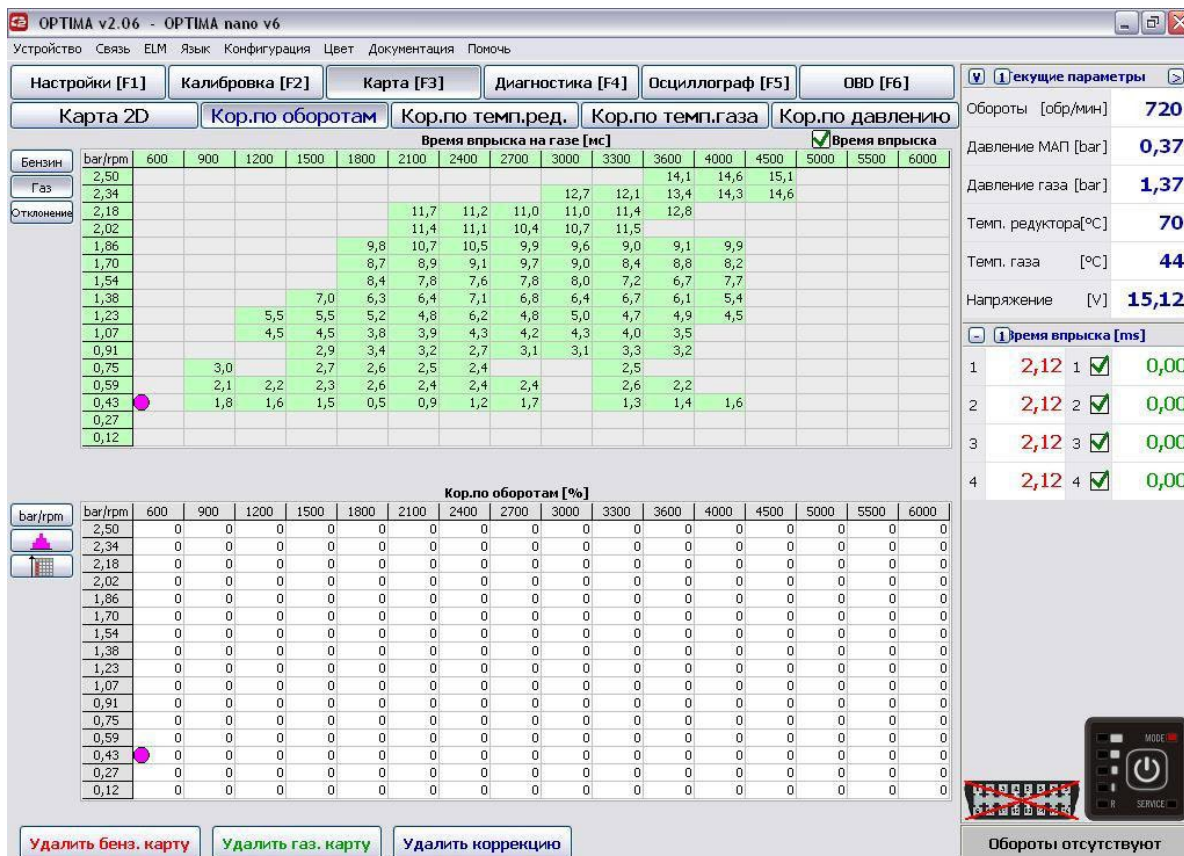 OPTIMA v2.06 - OPTIMA nano v6
Устройство Связь ELM Язык Конфигурация Цвет Документация Помочь
Настройки [F1] Калибровка [F2] Карта [F3] Диагностика [F4] Осциллограф [F5] OBD [F6]
Карта 2D Кор.по оборотам Кор.по темп.ред. Кор.по темп.газа Кор.по давлению
Время впрыска на газе [мс] Время впрыска
Бензин
Газ
Отклонение
bar/rpm 600 900 1200 1500 1800 2100 2400 2700 3000 3300 3600 4000 4500 5000 5500 6000
2,50 14,1 14,6 15,1
2,34 12,7 12,1 13,4 14,3 14,6
2,18 11,7 11,2 11,0 11,0 11,4 12,8
2,02 11,4 11,1 10,4 10,7 11,5
1,86 9,8 10,7 10,5 9,9 9,6 9,0 9,1 9,9
1,70 8,7 8,9 9,1 9,7 9,0 8,4 8,8 8,2
1,54 8,4 7,8 7,6 7,8 8,0 7,2 6,7 7,7
1,38 7,0 6,3 6,4 7,1 6,8 6,4 6,7 6,1 5,4
1,23 5,5 5,5 5,2 4,8 6,2 4,8 5,0 4,7 4,9 4,5
1,07 4,5 4,5 3,8 3,9 4,3 4,2 4,3 4,0 3,5
0,91 2,9 3,4 3,2 2,7 3,1 3,1 3,3 3,2
0,75 3,0 2,7 2,6 2,5 2,4 2,5
0,59 2,1 2,2 2,3 2,6 2,4 2,4 2,4 2,6 2,2
0,43 1,8 1,6 1,5 0,5 0,9 1,2 1,7 1,3 1,4 1,6
0,27
0,12
Кор.по оборотам [%]
bar/rpm
bar/rpm 600 900 1200 1500 1800 2100 2400 2700 3000 3300 3600 4000 4500 5000 5500 6000
2,50 0 0 0 0 0 0 0 0 0 0 0 0 0 0 0 0
2,34 0 0 0 0 0 0 0 0 0 0 0 0 0 0 0 0
2,18 0 0 0 0 0 0 0 0 0 0 0 0 0 0 0 0
2,02 0 0 0 0 0 0 0 0 0 0 0 0 0 0 0 0
1,86 0 0 0 0 0 0 0 0 0 0 0 0 0 0 0 0
1,70 0 0 0 0 0 0 0 0 0 0 0 0 0 0 0 0
1,54 0 0 0 0 0 0 0 0 0 0 0 0 0 0 0 0
1,38 0 0 0 0 0 0 0 0 0 0 0 0 0 0 0 0
1,23 0 0 0 0 0 0 0 0 0 0 0 0 0 0 0 0
1,07 0 0 0 0 0 0 0 0 0 0 0 0 0 0 0 0
0,91 0 0 0 0 0 0 0 0 0 0 0 0 0 0 0 0
0,75 0 0 0 0 0 0 0 0 0 0 0 0 0 0 0 0
0,59 0 0 0 0 0 0 0 0 0 0 0 0 0 0 0 0
0,43 0 0 0 0 0 0 0 0 0 0 0 0 0 0 0 0
0,27 0 0 0 0 0 0 0 0 0 0 0 0 0 0 0 0
0,12 0 0 0 0 0 0 0 0 0 0 0 0 0 0 0 0
Удалить бенз. карту Удалить газ. карту Удалить коррекцию
V 1 екущие параметры >
Обороты [обр/мин] 720
Давление МАП [bar] 0,37
Давление газа [bar] 1,37
Темп. редуктора[°C] 70
Темп. газа [°C] 44
Напряжение [V] 15,12
- 1 время впрыска [ms]
1 2,12 1 0,00
2 2,12 2 0,00
3 2,12 3 0,00
4 2,12 4 0,00
MODE
R SERVICE
Обороты отсутствуют